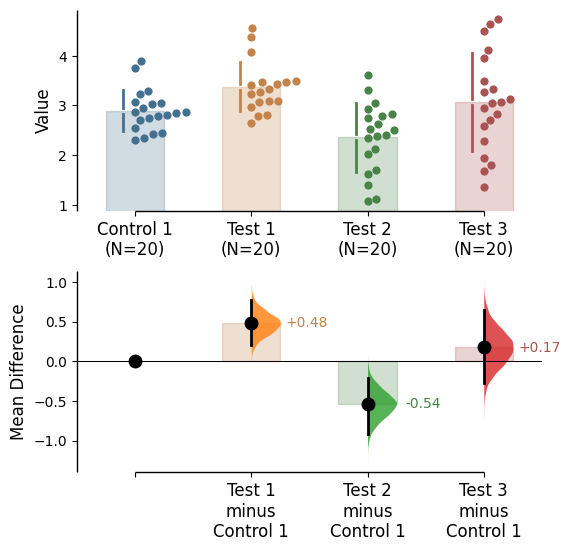 Value
4
3
2
1
Control 1
(N=20)
Test 1
(N=20)
Test 2
(N=20)
Test 3
(N=20)
Mean Difference
1.0
0.5
0.0
−0.5
−1.0
+0.48
-0.54
+0.17
Test 1
minus
Control 1
Test 2
minus
Control 1
Test 3
minus
Control 1